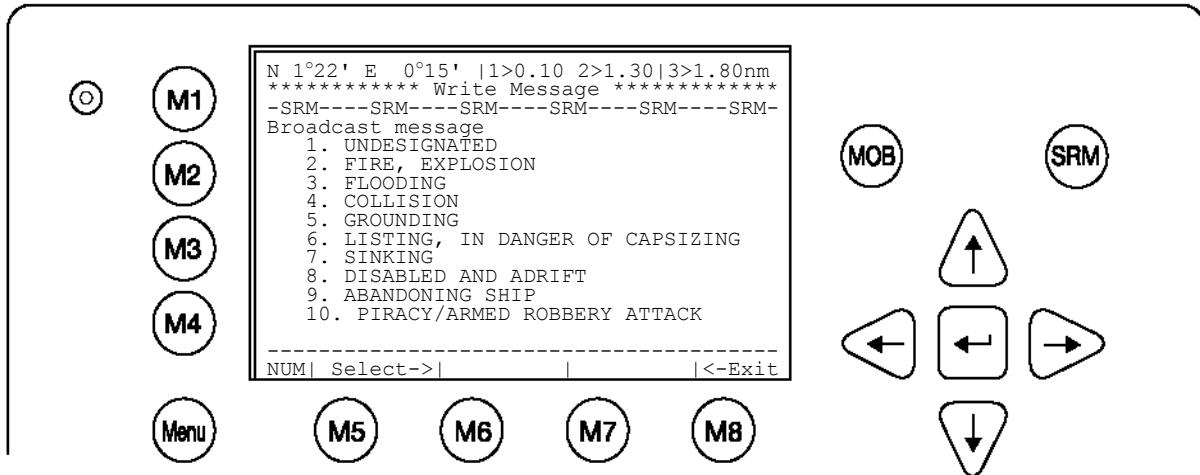 N 1°22' E 0°15' |1>0.10 2>1.30|3>1.80nm
************ Write Message *************
-SRM----SRM----SRM----SRM----SRM----SRM-
Broadcast message
1. UNDESIGNATED
2. FIRE, EXPLOSION
3. FLOODING
4. COLLISION
5. GROUNDING
6. LISTING, IN DANGER OF CAPSIZING
7. SINKING
8. DISABLED AND ADRIFT
9. ABANDONING SHIP
10. PIRACY/ARMED ROBBERY ATTACK
----------------------------------------
NUM| Select->| | |<-Exit
M1
M2
M3
M4
Menu
M5
M6
M7
M8
MOB
SRM